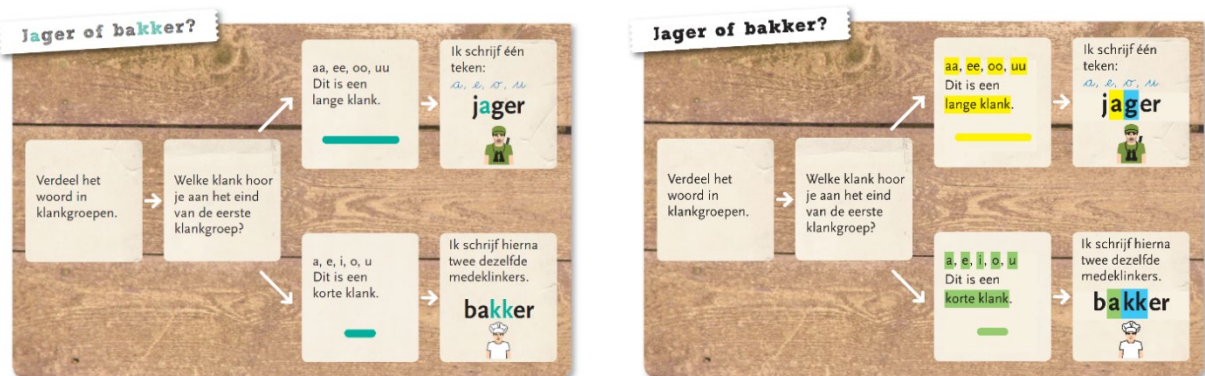 Jager of bakker?
Verdeel het
woord in
klankgroepen.
Welke klank hoor
je aan het eind
van de eerste
klankgroep?
aa, ee, oo, uu
Dit is een
lange klank.
Ik schrijf één
teken:
a, e, o, u
jager
a, e, i, o, u
Dit is een
korte klank.
Ik schrijf hierna
twee dezelfde
medeklinkers.
bakker
Jager of bakker?
Verdeel het
woord in
klankgroepen.
Welke klank hoor
je aan het eind
van de eerste
klankgroep?
aa, ee, oo, uu
Dit is een
lange klank.
Ik schrijf één
teken:
a, e, o, u
jager
a, e, i, o, u
Dit is een
korte klank.
Ik schrijf hierna
twee dezelfde
medeklinkers.
bakker